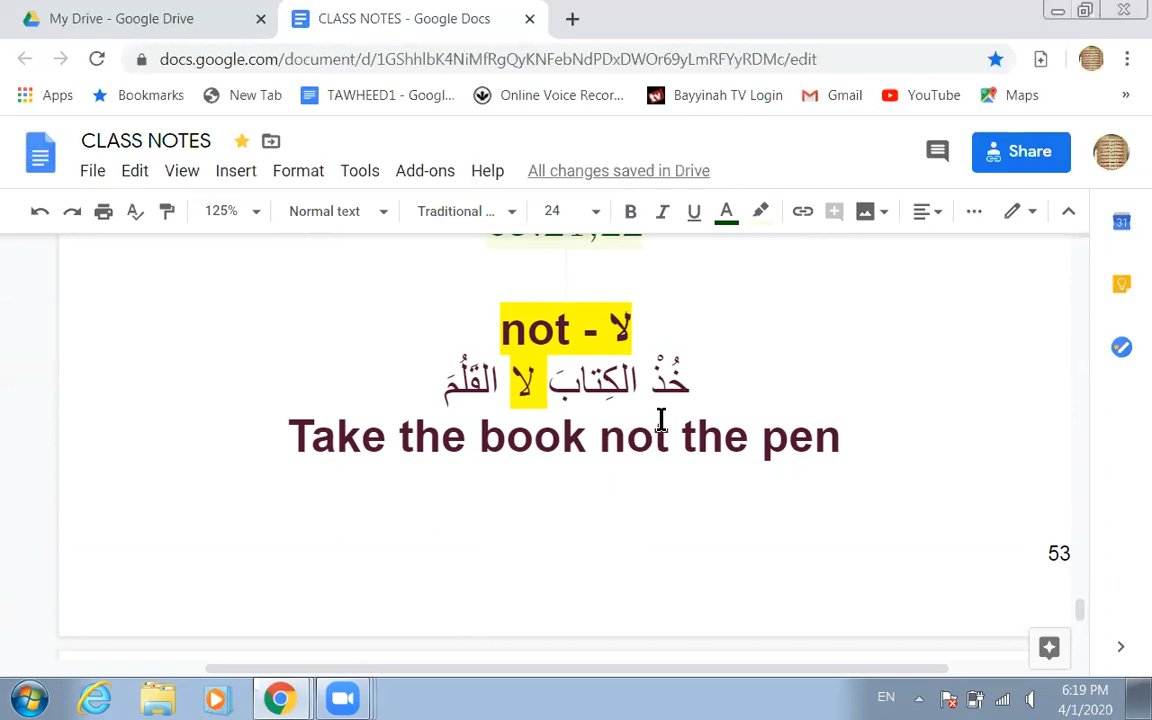 My Drive - Google Drive
CLASS NOTES - Google Docs
docs.google.com/document/d/1GShhlbK4NiMfRgQyKNFebNdPDxDWOr69yLmRFYyRDMc/edit
Apps Bookmarks New Tab TAWHEED1 - Googl... Online Voice Recor... Bayyinah TV Login Gmail YouTube Maps »
CLASS NOTES
Share
File Edit View Insert Format Tools Add-ons Help All changes saved in Drive
125% Normal text Traditional ... 24 B I U A
31
not - لا
خُذْ الكِتابَ لا القَلُمَ
Take the book not the pen
53
EN
6:19 PM
4/1/2020